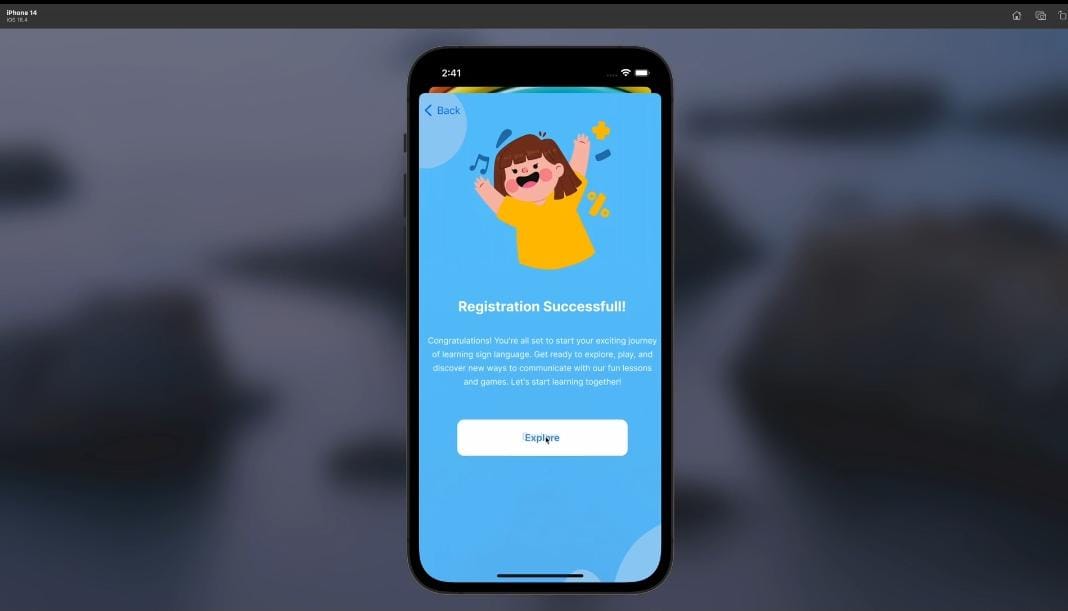 iPhone 14
iOS 16.4
2:41
Back
Registration Successfull!
Congratulations! You're all set to start your exciting journey
of learning sign language. Get ready to explore, play, and
discover new ways to communicate with our fun lessons
and games. Let's start learning together!
Explore